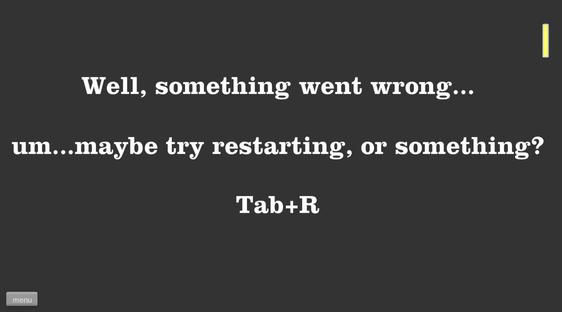 Well, something went wrong...
um...maybe try restarting, or something?
Tab+R
menu